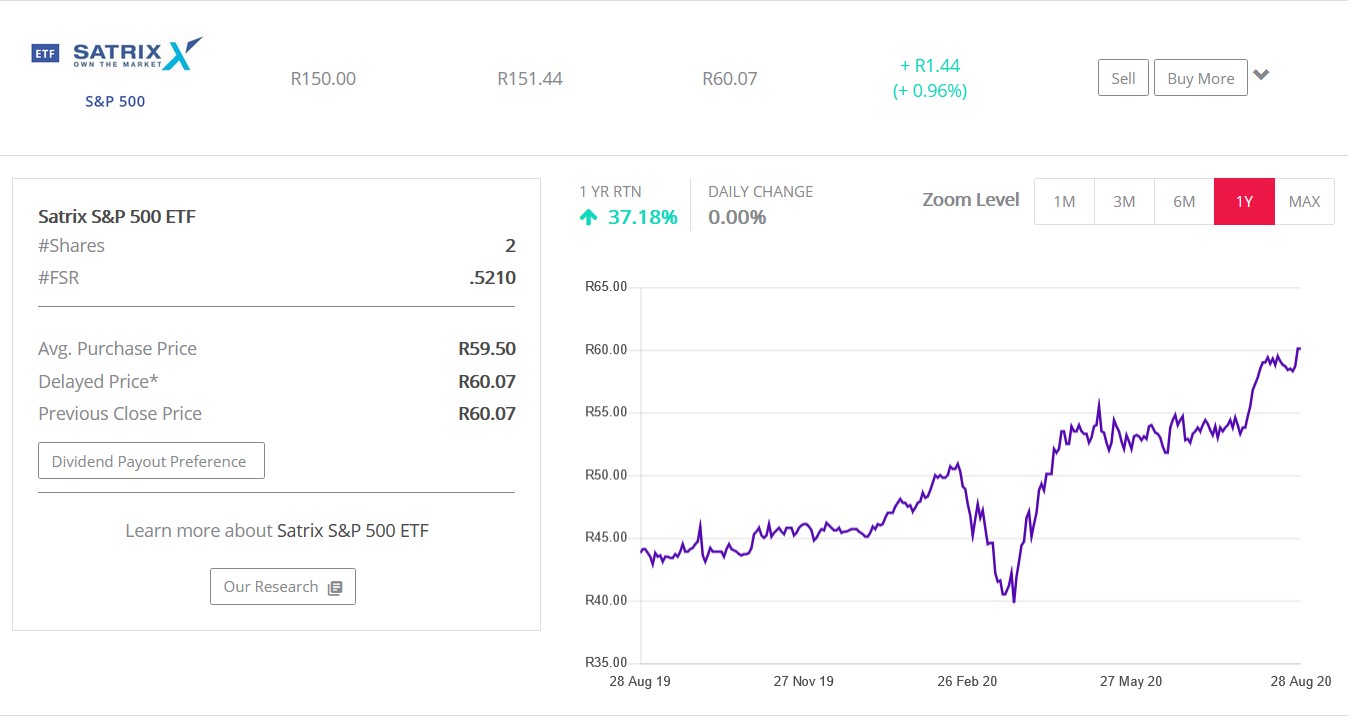 ETF SATRIX
OWN THE MARKET
S&P 500
R150.00 R151.44 R60.07 + R1.44
(+ 0.96%)
Sell Buy More
Satrix S&P 500 ETF
#Shares 2
#FSR .5210
Avg. Purchase Price R59.50
Delayed Price* R60.07
Previous Close Price R60.07
Dividend Payout Preference
Learn more about Satrix S&P 500 ETF
Our Research
1 YR RTN DAILY CHANGE
37.18% 0.00%
Zoom Level 1M 3M 6M 1Y MAX
R65.00
R60.00
R55.00
R50.00
R45.00
R40.00
R35.00
28 Aug 19 27 Nov 19 26 Feb 20 27 May 20 28 Aug 20